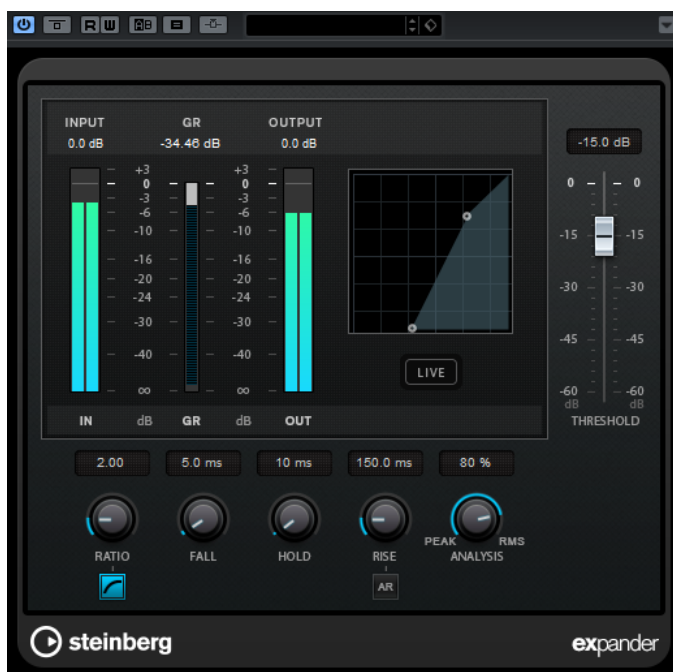 R W AB
INPUT GR OUTPUT
0.0 dB -34.46 dB 0.0 dB
-15.0 dB
+3 +3
0 0
-3 -3
-6 -6
-10 -10
-16 -16
-20 -20
-24 -24
-30 -30
-40 -40
∞ ∞
IN dB GR dB OUT
LIVE
0 0
-15 -15
-30 -30
-45 -45
-60 -60
dB dB
THRESHOLD
2.00 5.0 ms 10 ms 150.0 ms 80 %
PEAK RMS
RATIO FALL HOLD RISE ANALYSIS
AR
steinberg expander